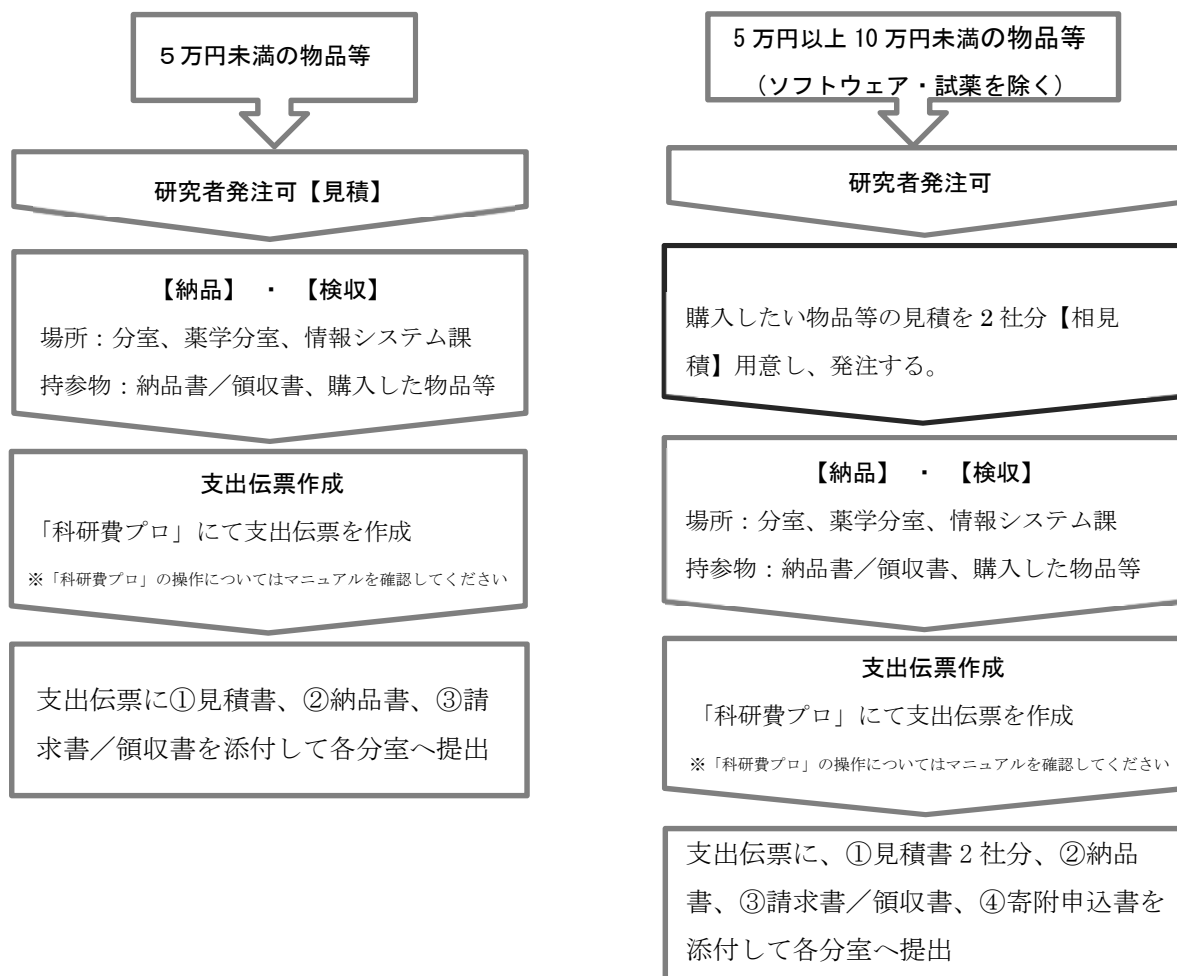 ５万円未満の物品等
研究者発注可【見積】
【納品】 ・ 【検収】
場所：分室、薬学分室、情報システム課
持参物：納品書／領収書、購入した物品等
支出伝票作成
「科研費プロ」にて支出伝票を作成
※「科研費プロ」の操作についてはマニュアルを確認してください
支出伝票に①見積書、②納品書、③請
求書／領収書を添付して各分室へ提出
5 万円以上 10 万円未満の物品等
（ソフトウェア・試薬を除く）
研究者発注可
購入したい物品等の見積を 2 社分【相見
積】用意し、発注する。
【納品】 ・ 【検収】
場所：分室、薬学分室、情報システム課
持参物：納品書／領収書、購入した物品等
支出伝票作成
「科研費プロ」にて支出伝票を作成
※「科研費プロ」の操作についてはマニュアルを確認してください
支出伝票に、①見積書 2 社分、②納品
書、③請求書／領収書、④寄附申込書を
添付して各分室へ提出